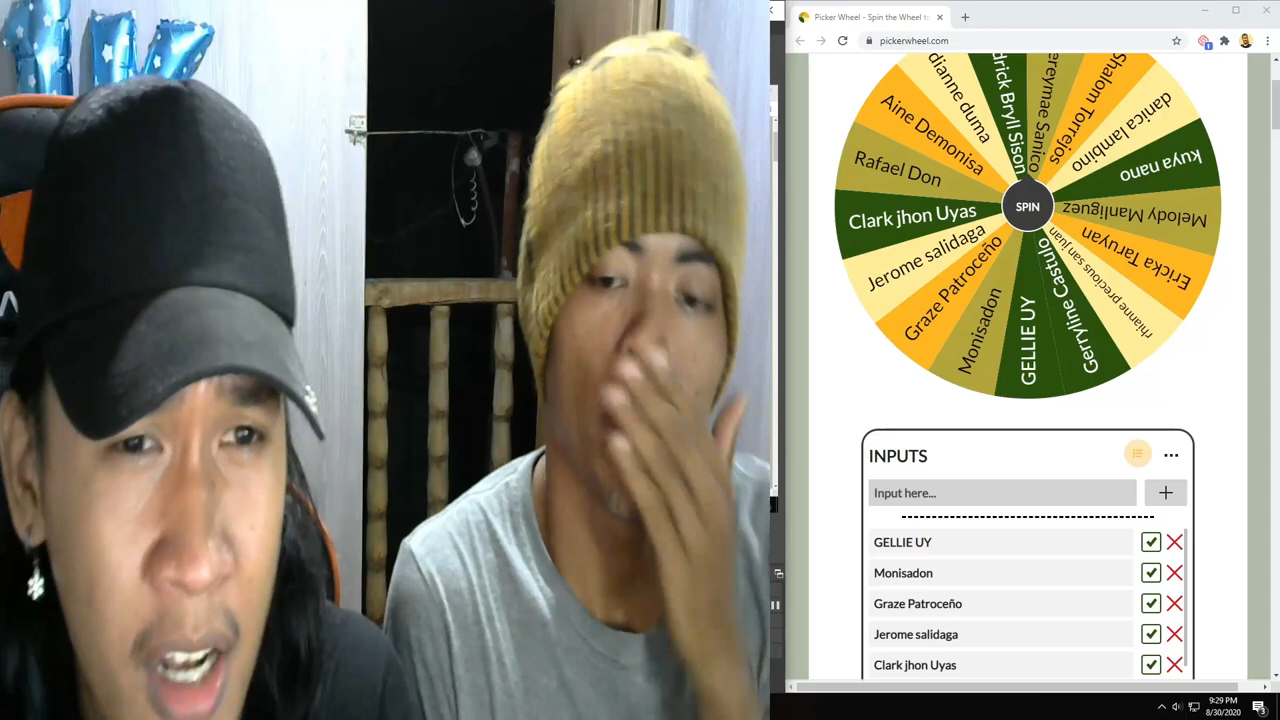 Picker Wheel - Spin the Wheel to
pickerwheel.com
1
drick Bryll Sison
ereymae Sanico
Shalom Torrejos
danica lambino
kuya nano
Melody Manliguez
Ericka Taruyan
rhianne precious san juan
Gerryline Castulo
GELLIE UY
Monisadon
Graze Patroceño
Jerome salidaga
Clark jhon Uyas
Rafael Don
Aine Demonisa
dianne duma
SPIN
INPUTS
Input here...
GELLIE UY
Monisadon
Graze Patroceño
Jerome salidaga
Clark jhon Uyas
9:29 PM
8/30/2020
3